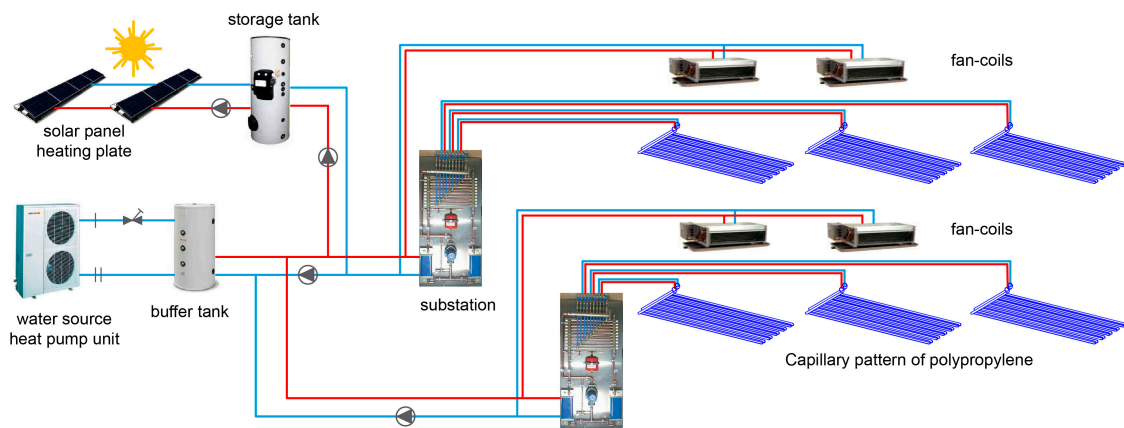 storage tank
fan-coils
solar panel
heating plate
fan-coils
substation
buffer tank
water source
heat pump unit
Capillary pattern of polypropylene